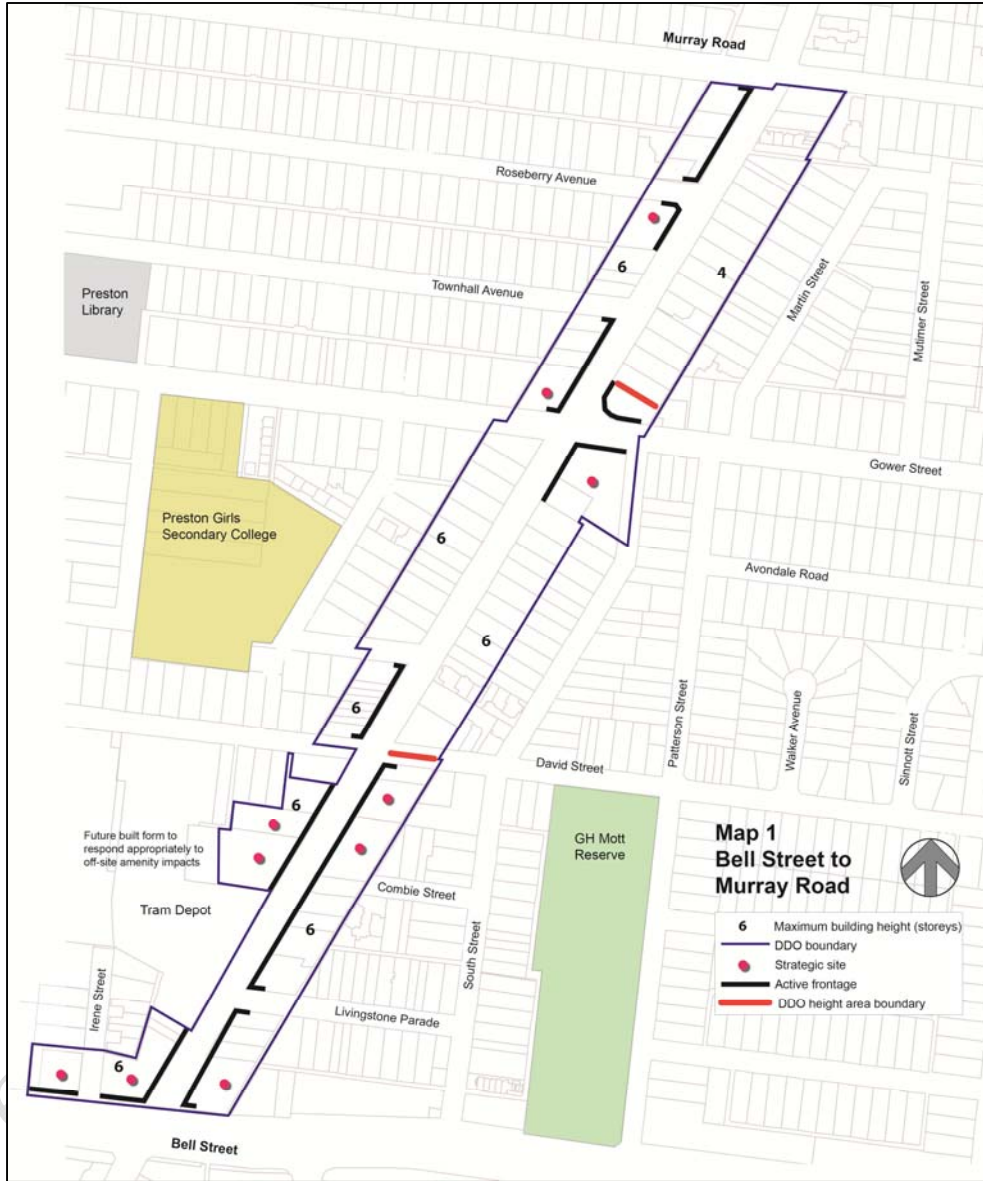 Murray Road
Roseberry Avenue
6
4
Townhall Avenue
Martin Street
Mutimer Street
Preston
Library
Gower Street
Preston Girls
Secondary College
6
Avondale Road
6
Patterson Street
Walker Avenue
Sinnott Street
6
David Street
6
Future built form to
respond appropriately to
off-site amenity impacts
GH Mott
Reserve
Map 1
Bell Street to
Murray Road
Combie Street
Tram Depot
6
South Street
6 Maximum building height (storeys)
DDO boundary
Strategic site
Active frontage
DDO height area boundary
Irene Street
Livingstone Parade
6
Bell Street